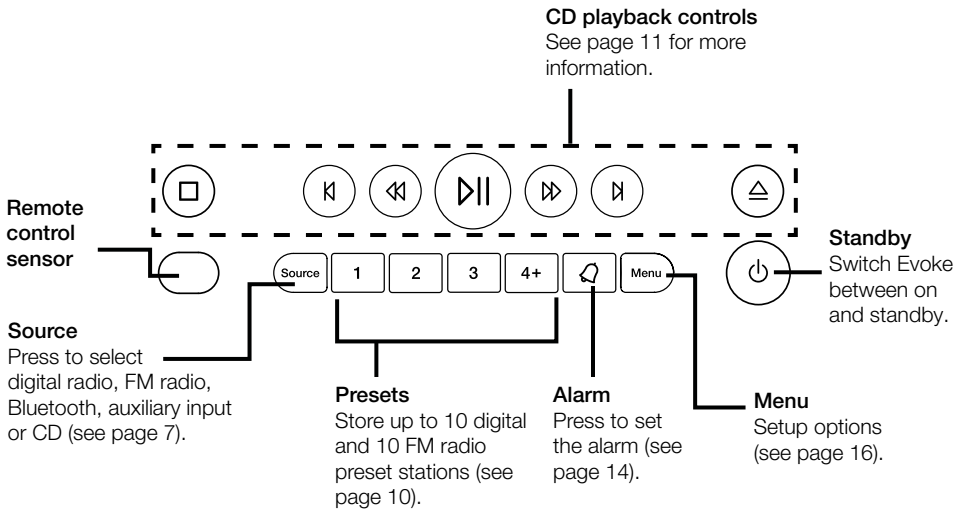 CD playback controls
See page 11 for more
information.
Remote
control
sensor
Source
1
2
3
4+
Menu
Standby
Switch Evoke
between on
and standby.
Source
Press to select
digital radio, FM radio,
Bluetooth, auxiliary input
or CD (see page 7).
Presets
Store up to 10 digital
and 10 FM radio
preset stations (see
page 10).
Alarm
Press to set
the alarm (see
page 14).
Menu
Setup options
(see page 16).